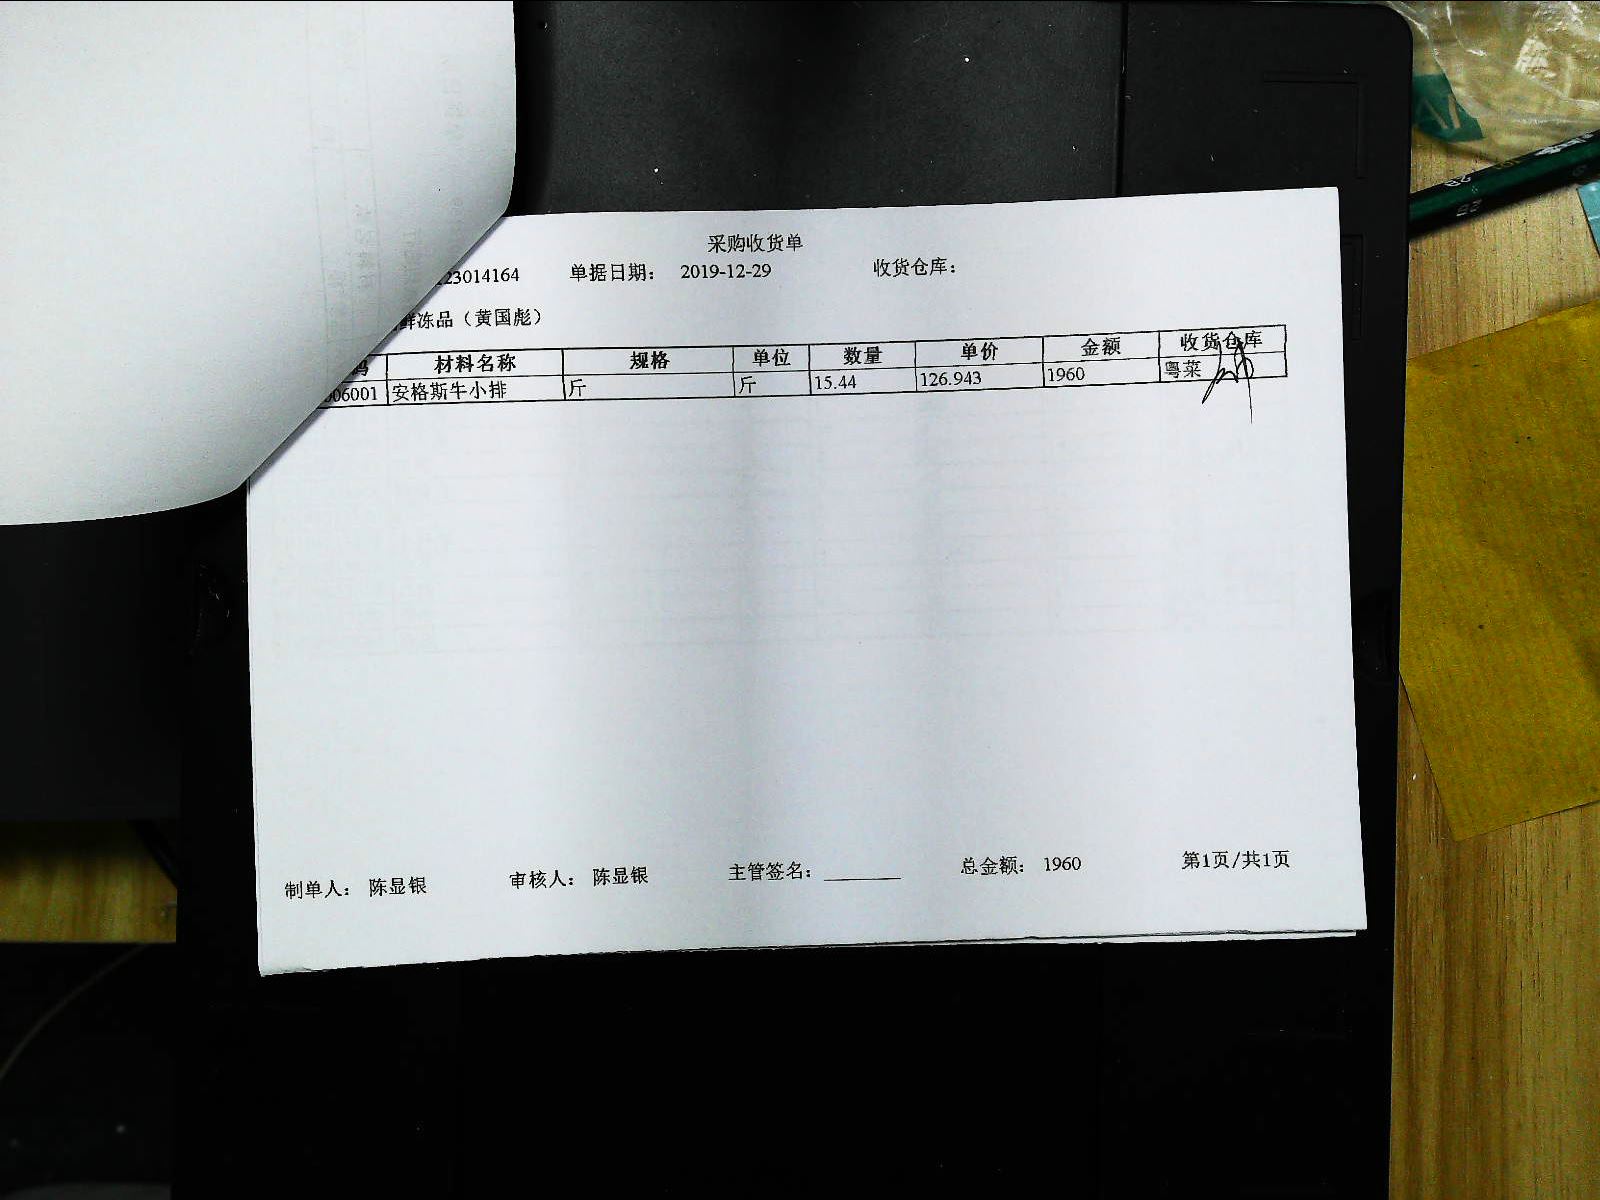 采购收货单
23014164 单据日期： 2019-12-29 收货仓库：
鲜冻品（黄国彪）
码 材料名称 规格 单位 数量 单价 金额 收货仓库
06001 安格斯牛小排 斤 斤 15.44 126.943 1960 粤菜
制单人： 陈显银 审核人： 陈显银 主管签名：________ 总金额： 1960 第1页/共1页